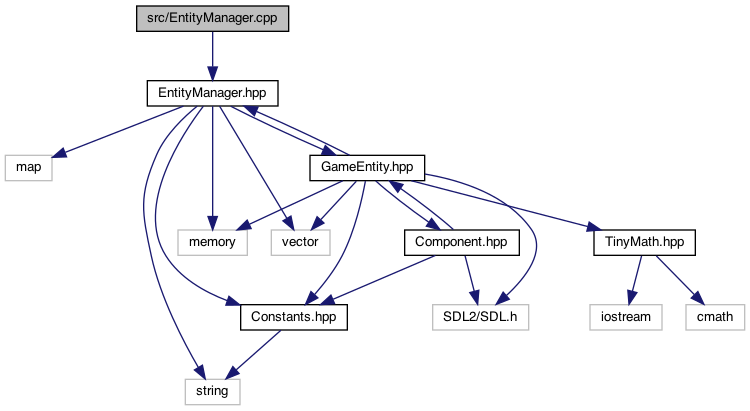 src/EntityManager.cpp
EntityManager.hpp
map
GameEntity.hpp
memory
vector
Component.hpp
TinyMath.hpp
Constants.hpp
SDL2/SDL.h
iostream
cmath
string